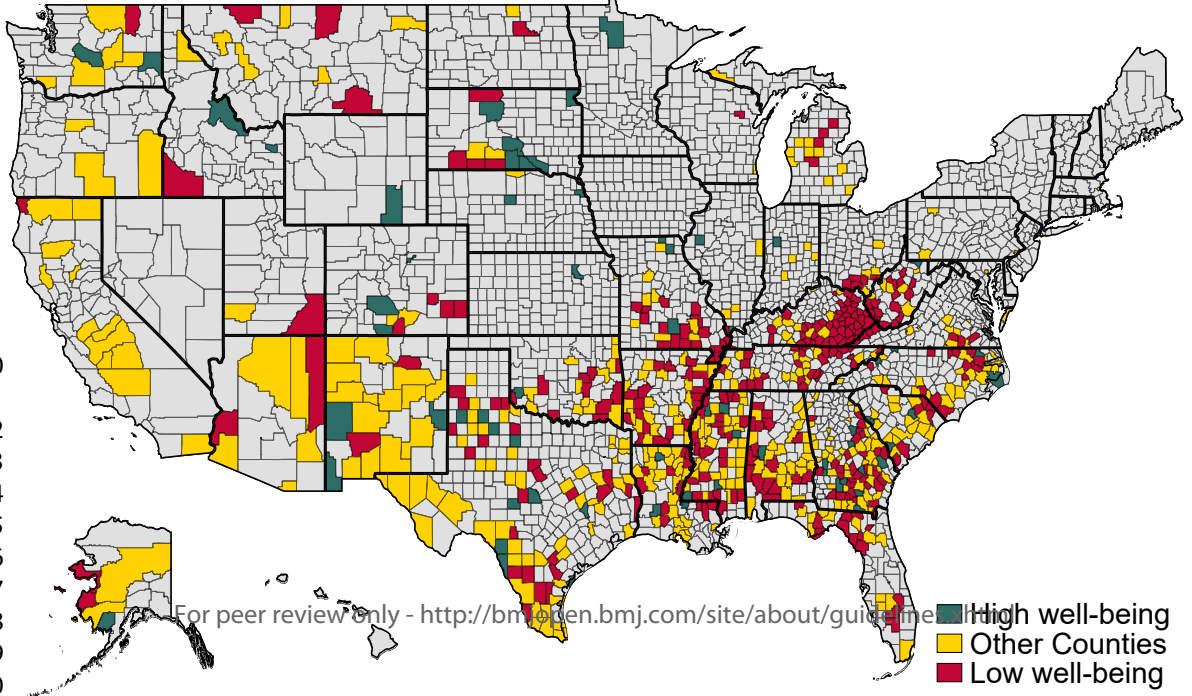 For peer review only - http://bmjopen.bmj.com/site/about/guidelines.xhtml
High well-being
Other Counties
Low well-being